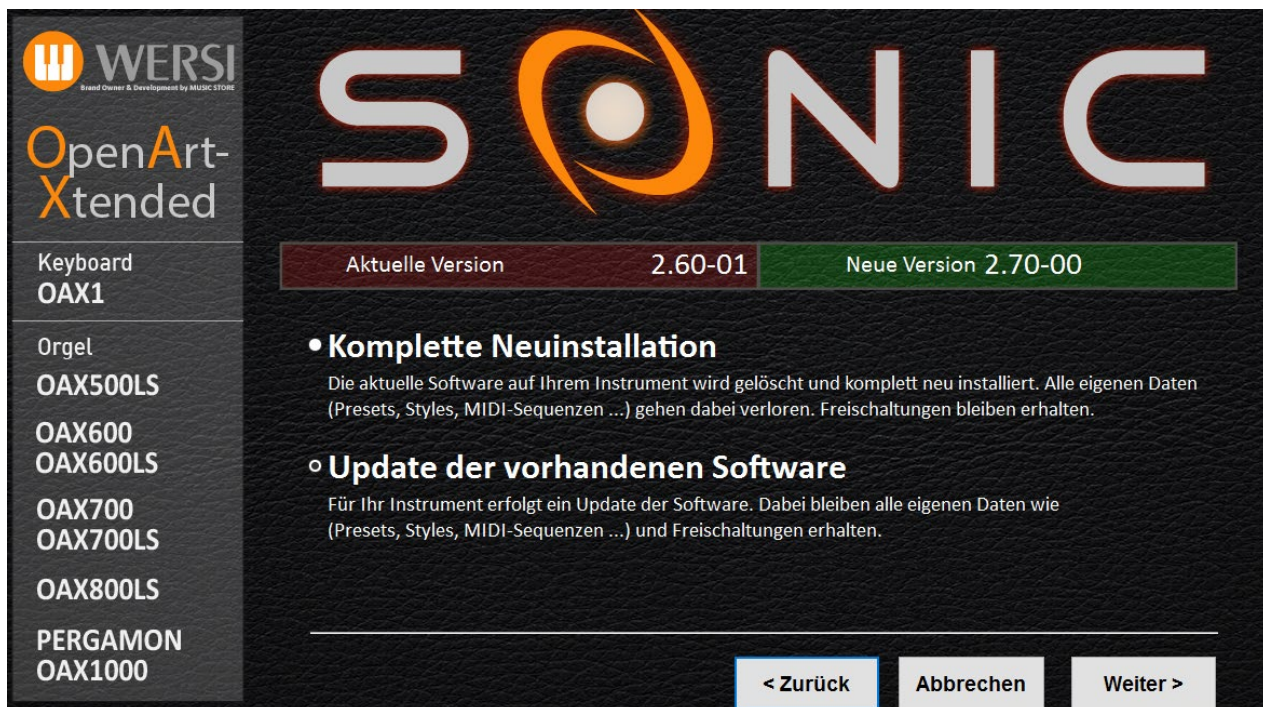 WERSI
Brand Owner & Development by MUSIC STORE
OpenArt-
Xtended
Keyboard
OAX1
Orgel
OAX500LS
OAX600
OAX600LS
OAX700
OAX700LS
OAX800LS
PERGAMON
OAX1000
SONIC
Aktuelle Version 2.60-01 Neue Version 2.70-00
Komplette Neuinstallation
Die aktuelle Software auf Ihrem Instrument wird gelöscht und komplett neu installiert. Alle eigenen Daten
(Presets, Styles, MIDI-Sequenzen ...) gehen dabei verloren. Freischaltungen bleiben erhalten.
Update der vorhandenen Software
Für Ihr Instrument erfolgt ein Update der Software. Dabei bleiben alle eigenen Daten wie
(Presets, Styles, MIDI-Sequenzen ...) und Freischaltungen erhalten.
< Zurück Abbrechen Weiter >